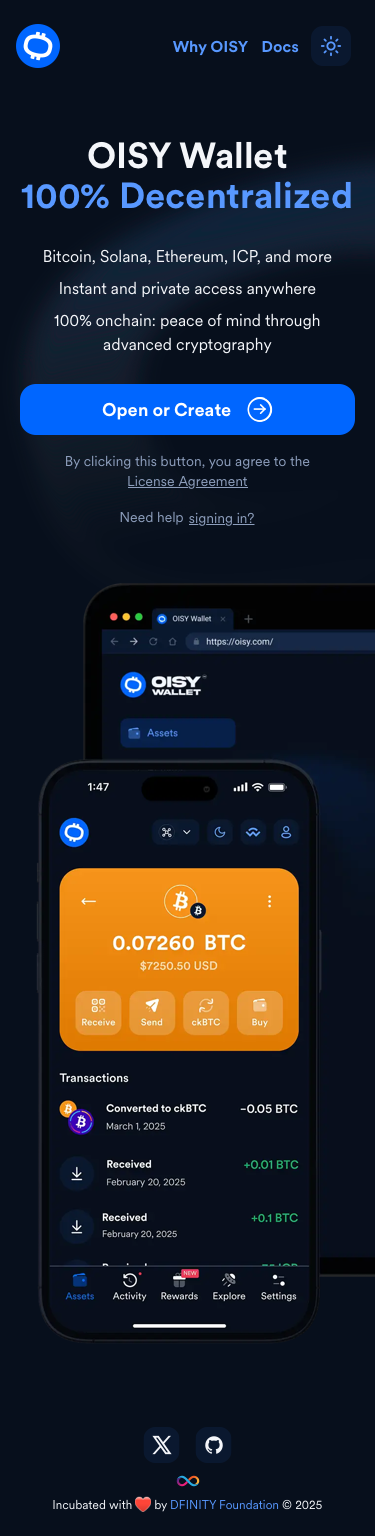 Why OISY Docs
OISY Wallet
100% Decentralized
Bitcoin, Solana, Ethereum, ICP, and more
Instant and private access anywhere
100% onchain: peace of mind through
advanced cryptography
Open or Create
By clicking this button, you agree to the
License Agreement
Need help signing in?
OISY Wallet
https://oisy.com/
OISY
WALLET
Assets
1:47
0.07260 BTC
$7250.50 USD
Receive Send ckBTC Buy
Transactions
Converted to ckBTC -0.05 BTC
March 1, 2025
Received +0.01 BTC
February 20, 2025
Received +0.1 BTC
February 20, 2025
NEW
Assets Activity Rewards Explore Settings
Incubated with ❤️ by DFINITY Foundation © 2025